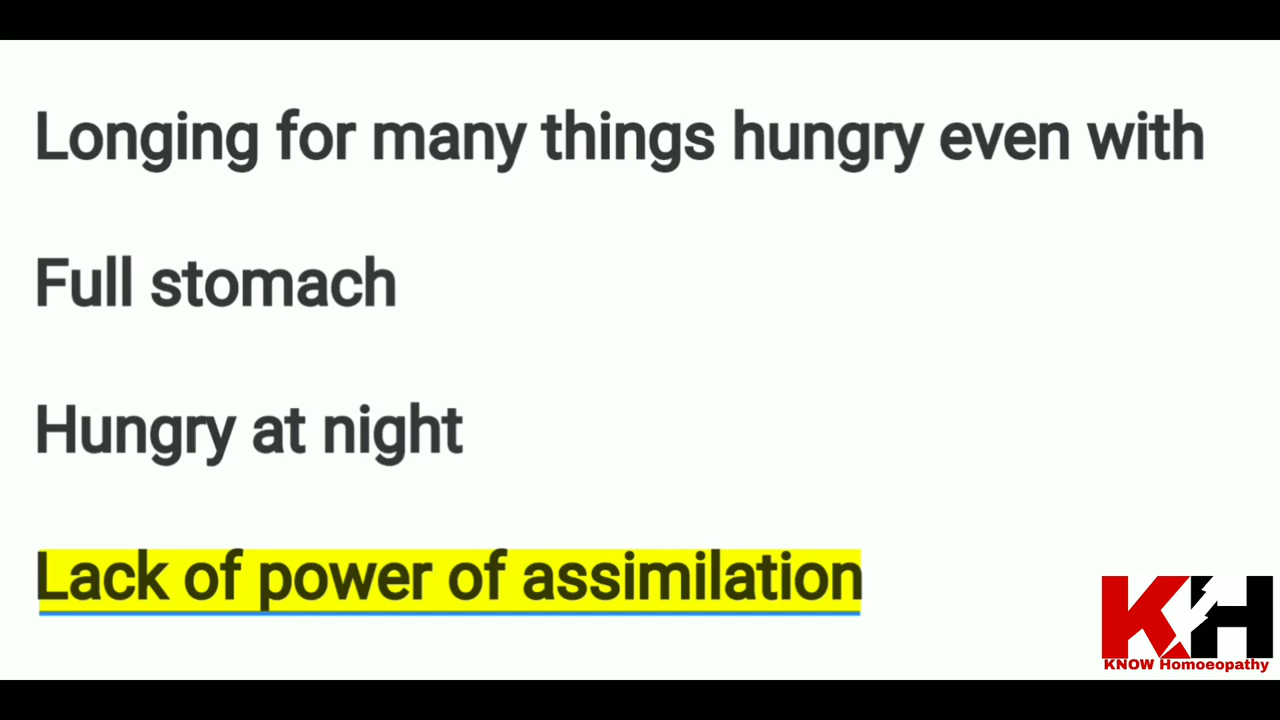 Longing for many things hungry even with
Full stomach
Hungry at night
Lack of power of assimilation
KH
KNOW Homoeopathy